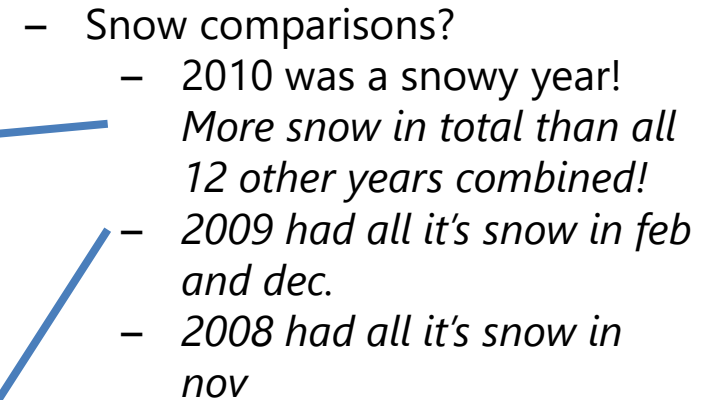 – Snow comparisons?
– 2010 was a snowy year!
More snow in total than all
12 other years combined!
– 2009 had all it’s snow in feb
and dec.
– 2008 had all it’s snow in
nov